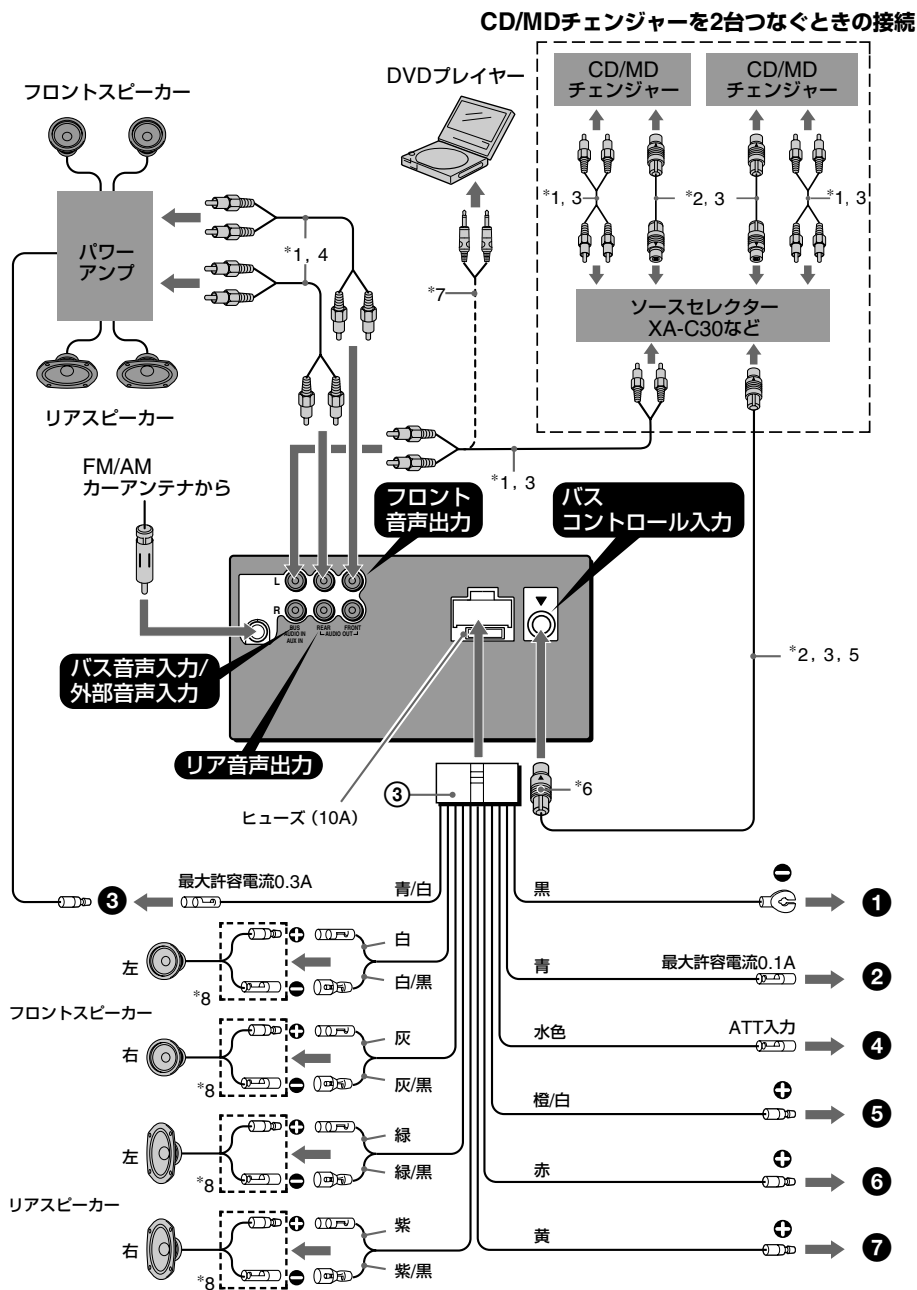 CD/MDチェンジャーを2台つなぐときの接続
フロントスピーカー
DVDプレイヤー
CD/MD
チェンジャー
CD/MD
チェンジャー
*1, 3
*2, 3
*1, 3
パワー
アンプ
*1, 4
*7
ソースセレクター
XA-C30など
リアスピーカー
FM/AM
カーアンテナから
*1, 3
フロント
音声出力
バス
コントロール入力
L
R
BUS
AUDIO IN
AUX IN
REAR
FRONT
AUDIO OUT
バス音声入力/
外部音声入力
リア音声出力
*2, 3, 5
③
*6
ヒューズ (10A)
❸
最大許容電流0.3A
青/白
黒
❶
左
*8
白
白/黒
青
最大許容電流0.1A
❷
フロントスピーカー
右
*8
灰
灰/黒
水色
ATT入力
❹
左
*8
緑
緑/黒
橙/白
❺
リアスピーカー
赤
❻
右
*8
紫
紫/黒
黄
❼